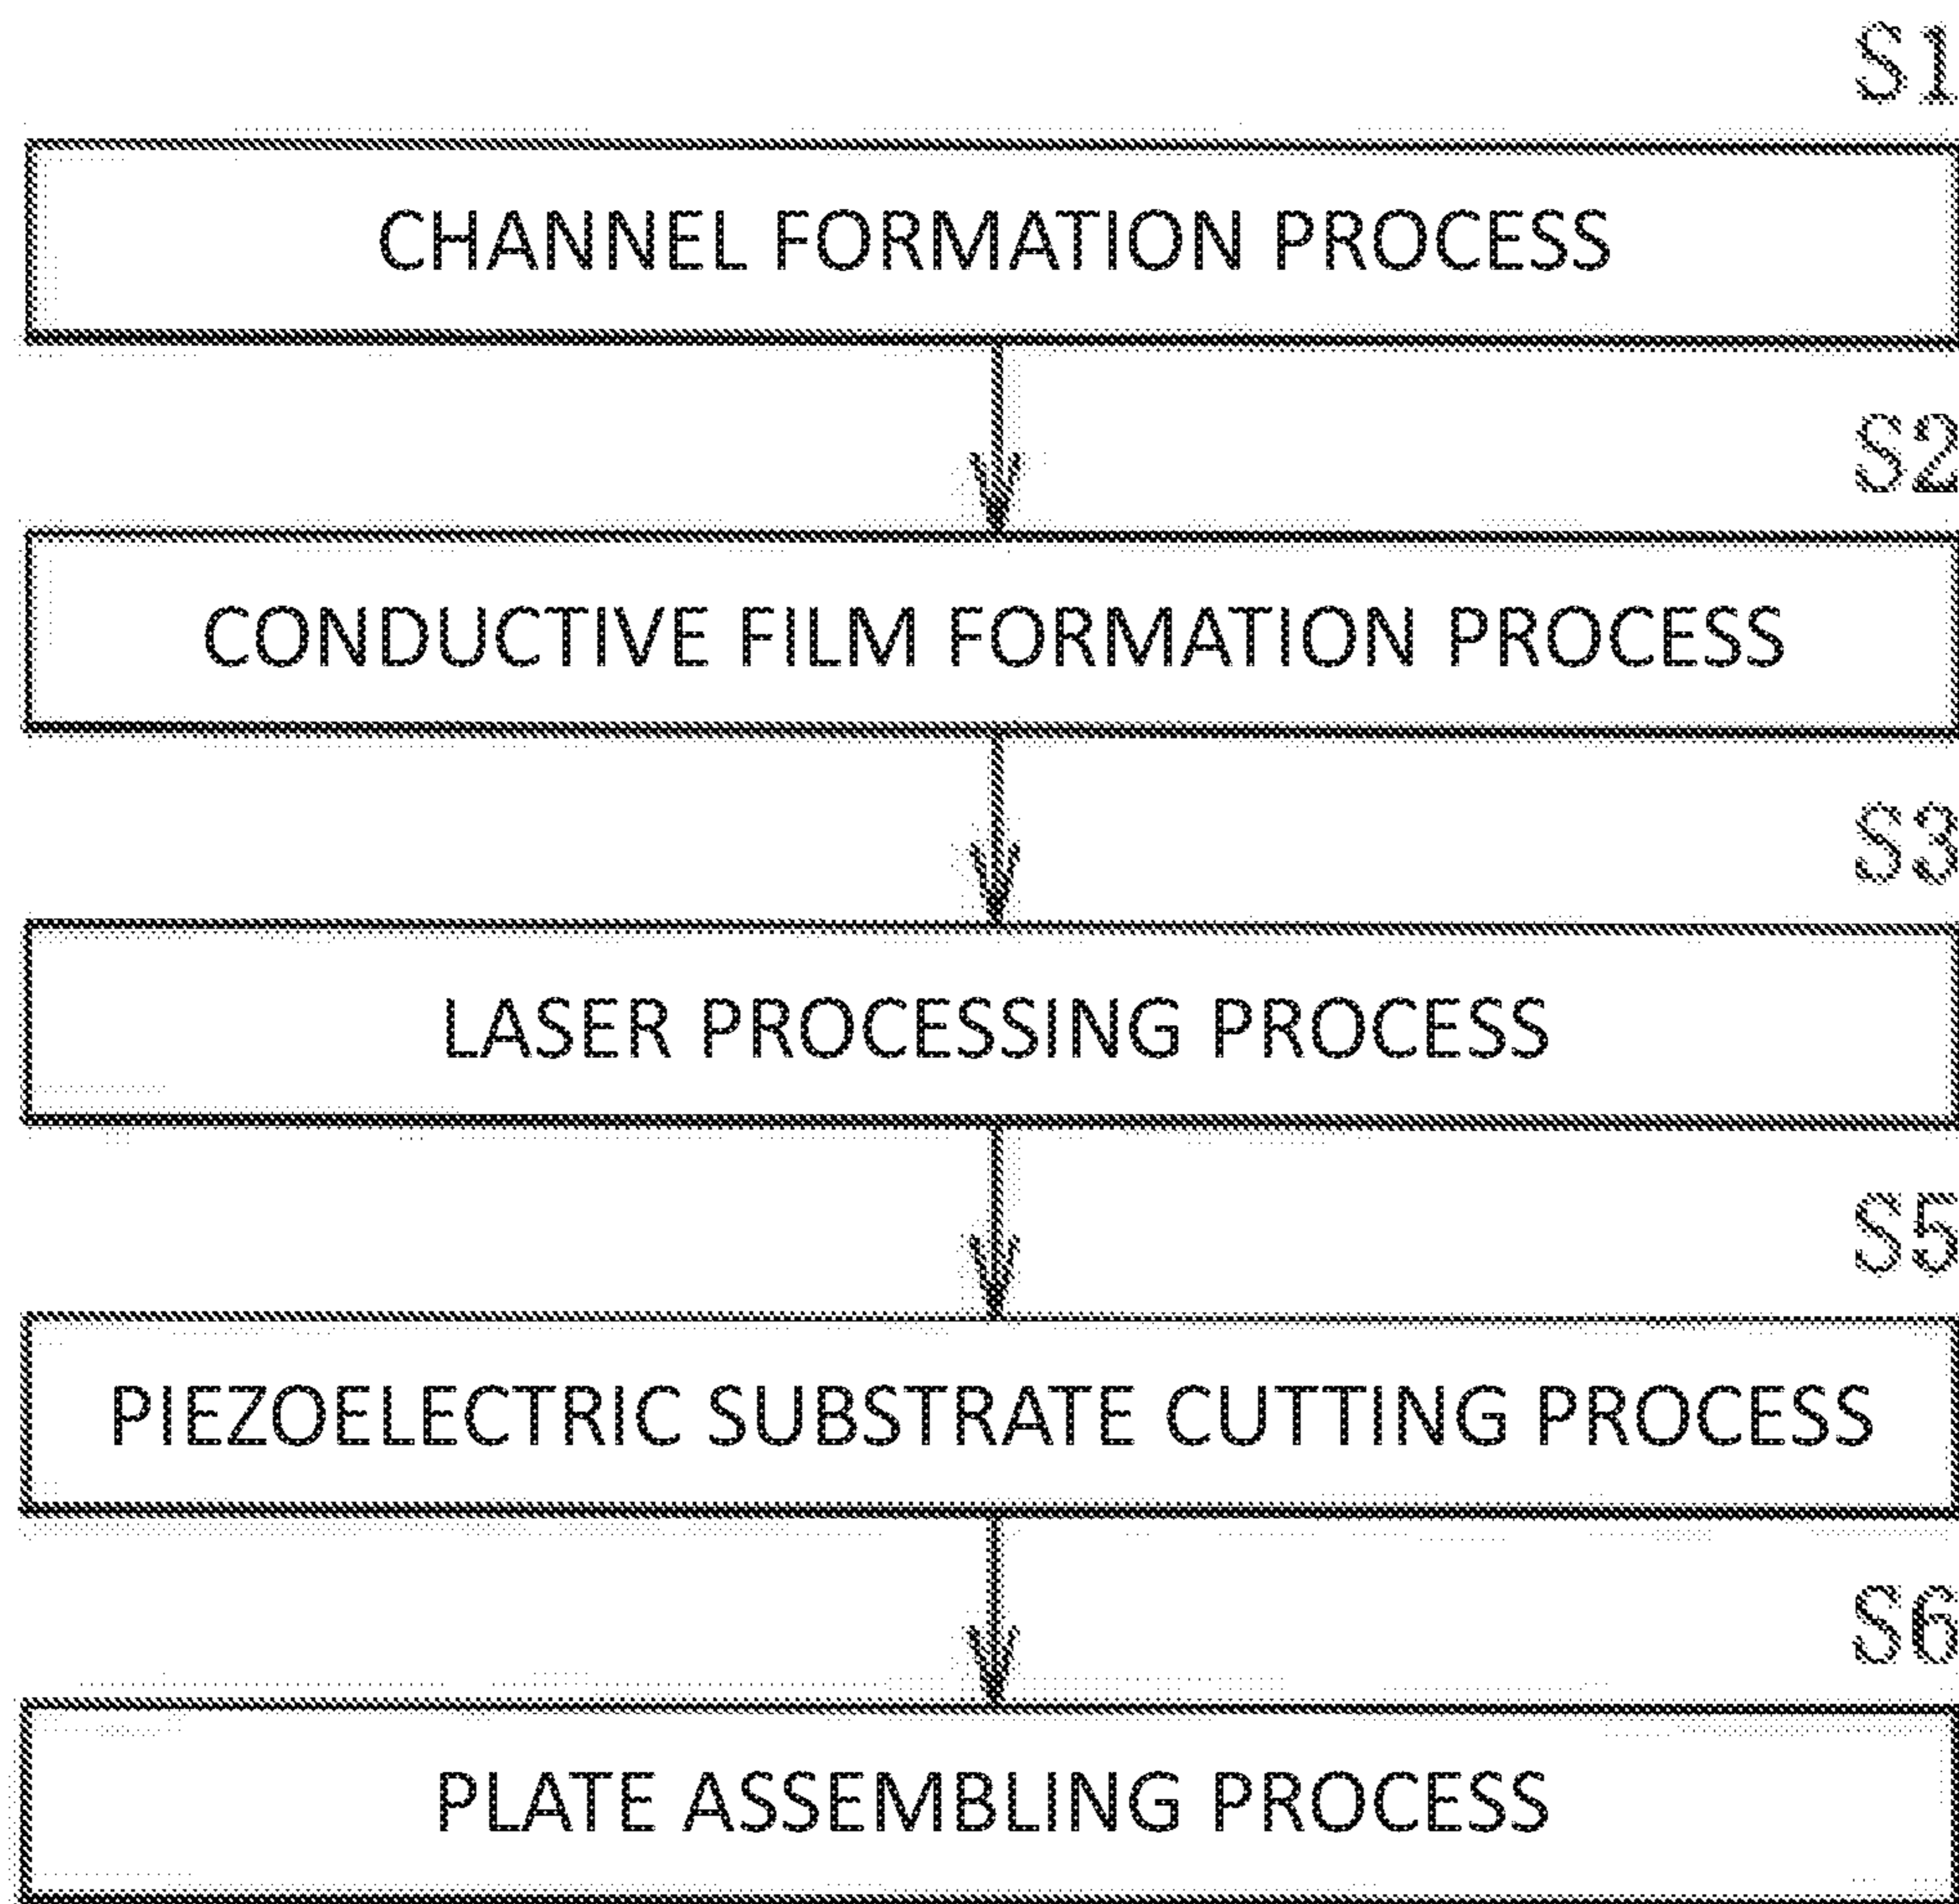 S1
CHANNEL FORMATION PROCESS
S2
CONDUCTIVE FILM FORMATION PROCESS
S3
LASER PROCESSING PROCESS
S5
PIEZOELECTRIC SUBSTRATE CUTTING PROCESS
S6
PLATE ASSEMBLING PROCESS